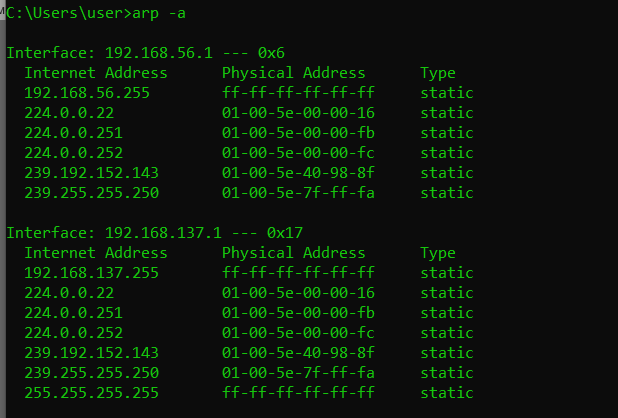 C:\Users\user>arp -a
Interface: 192.168.56.1 --- 0x6
Internet Address Physical Address Type
192.168.56.255 ff-ff-ff-ff-ff-ff static
224.0.0.22 01-00-5e-00-00-16 static
224.0.0.251 01-00-5e-00-00-fb static
224.0.0.252 01-00-5e-00-00-fc static
239.192.152.143 01-00-5e-40-98-8f static
239.255.255.250 01-00-5e-7f-ff-fa static
Interface: 192.168.137.1 --- 0x17
Internet Address Physical Address Type
192.168.137.255 ff-ff-ff-ff-ff-ff static
224.0.0.22 01-00-5e-00-00-16 static
224.0.0.251 01-00-5e-00-00-fb static
224.0.0.252 01-00-5e-00-00-fc static
239.192.152.143 01-00-5e-40-98-8f static
239.255.255.250 01-00-5e-7f-ff-fa static
255.255.255.255 ff-ff-ff-ff-ff-ff static